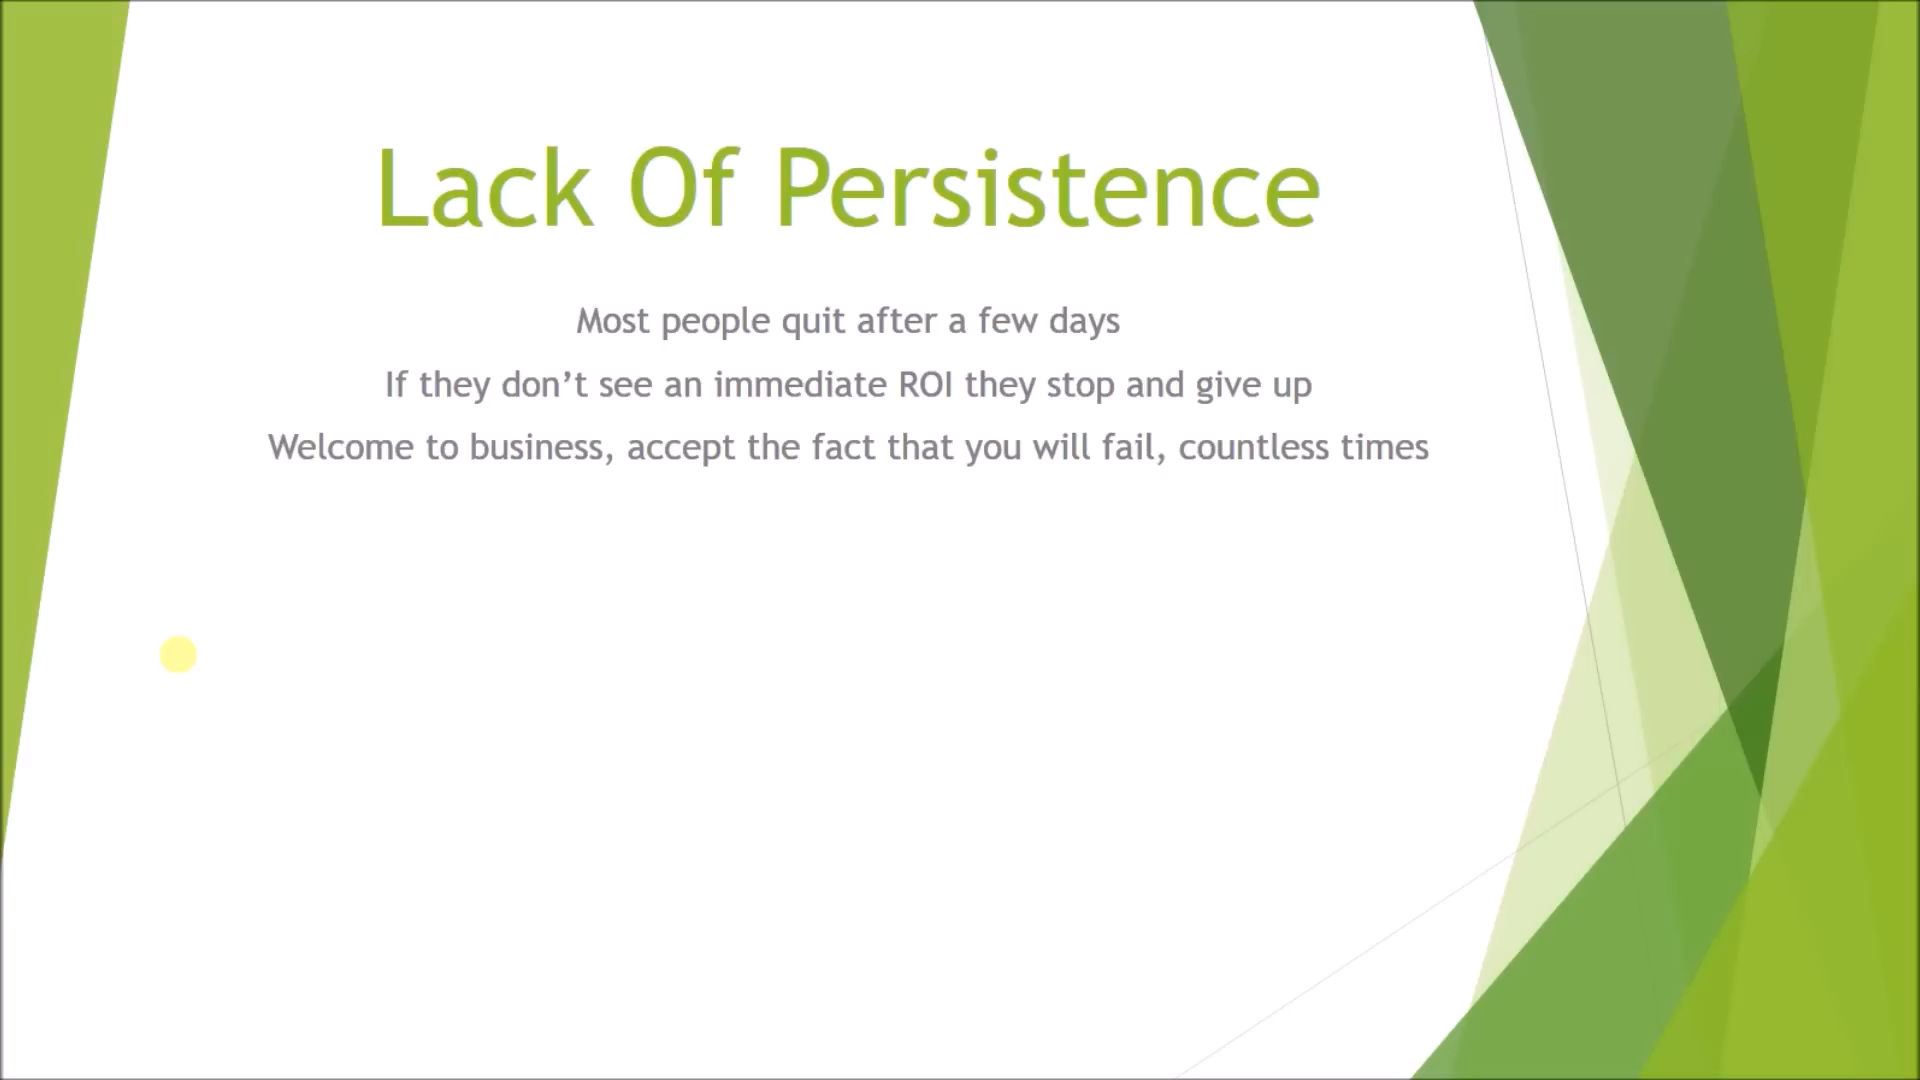 Lack Of Persistence
Most people quit after a few days
If they don’t see an immediate ROI they stop and give up
Welcome to business, accept the fact that you will fail, countless times